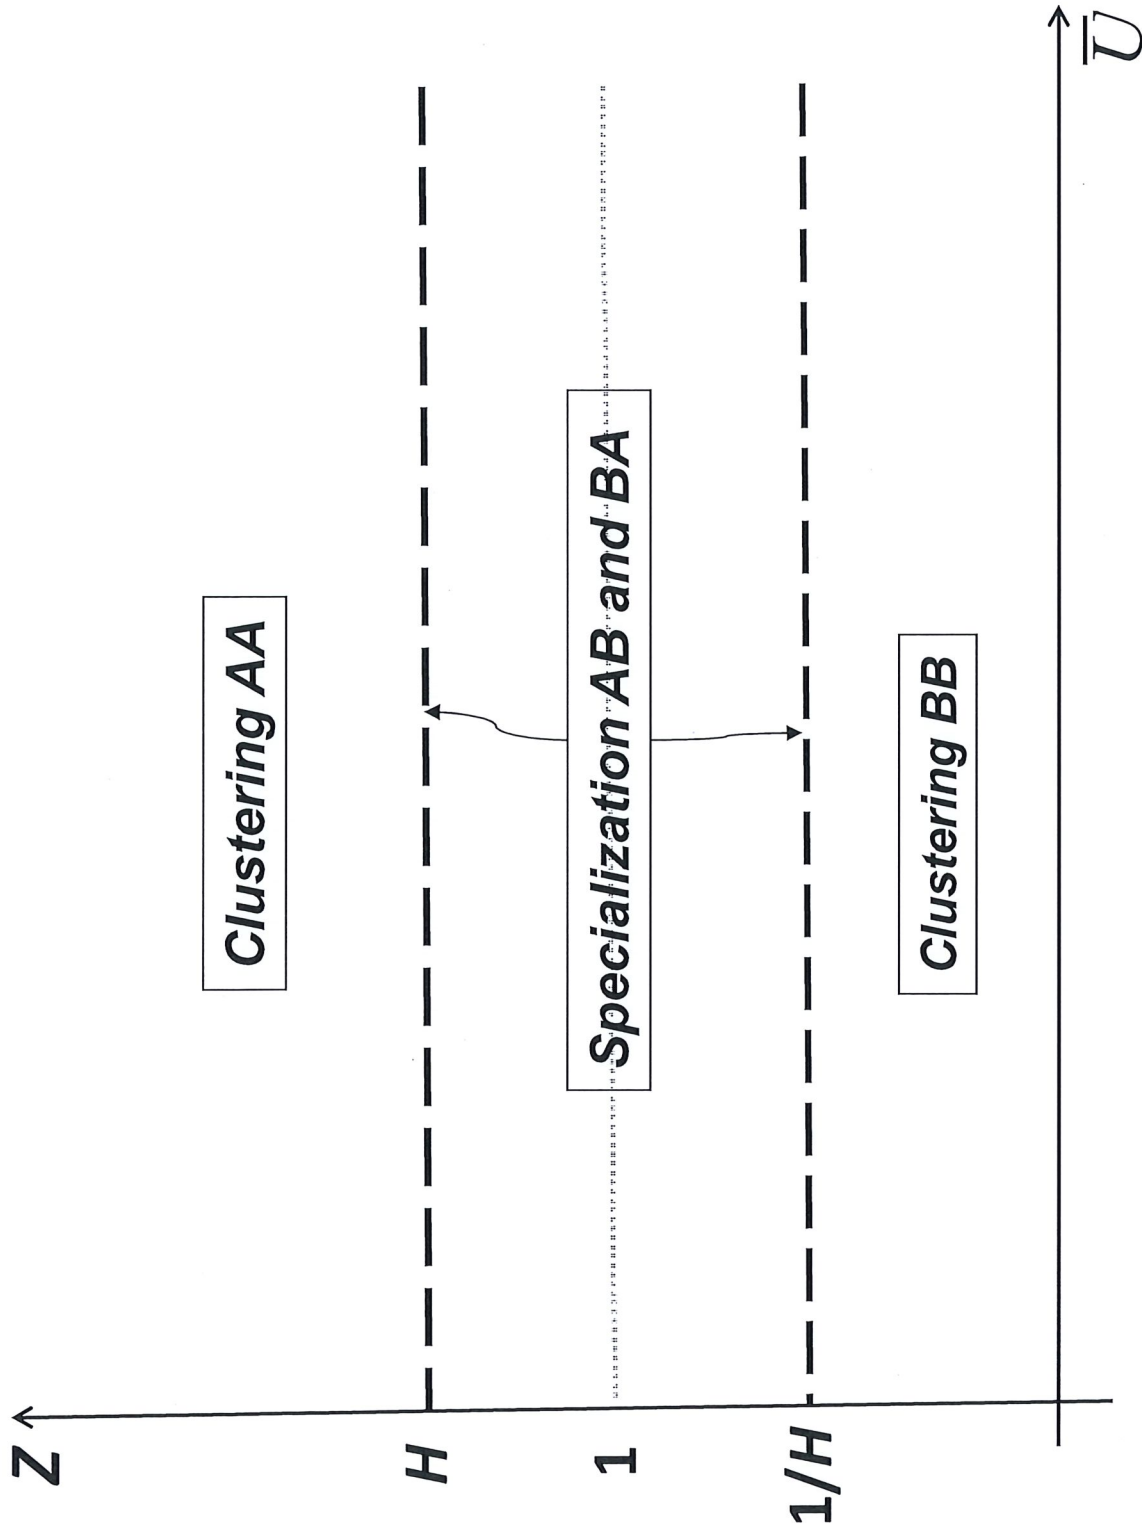 Z
Clustering AA
H
Specialization AB and BA
1
1/H
Clustering BB
U̅